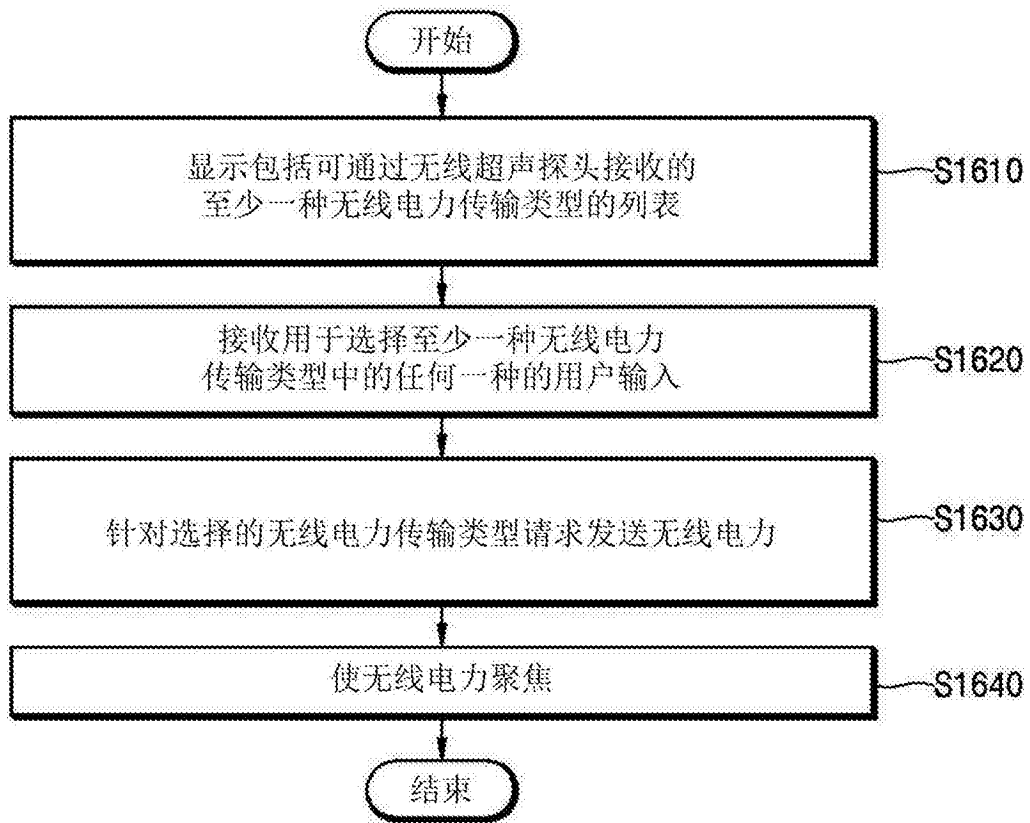 开始
显示包括可通过无线超声探头接收的
至少一种无线电力传输类型的列表
S1610
接收用于选择至少一种无线电力
传输类型中的任何一种的用户输入
S1620
针对选择的无线电力传输类型请求发送无线电力
S1630
使无线电力聚焦
S1640
结束